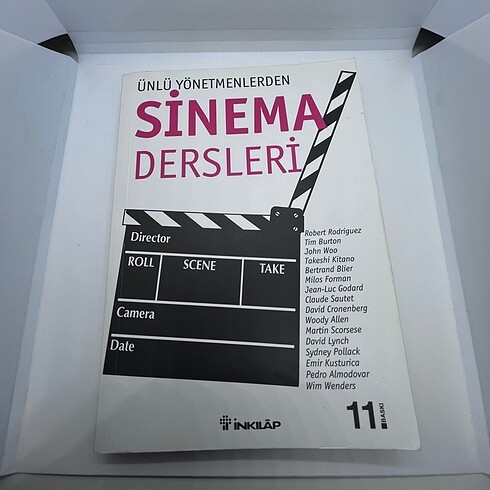 ÜNLÜ YÖNETMENLERDEN
SİNEMA
DERSLERİ
Director
ROLL SCENE TAKE
Camera
Date
Robert Rodriguez
Tim Burton
John Woo
Takeshi Kitano
Bertrand Blier
Milos Forman
Jean-Luc Godard
Claude Sautet
David Cronenberg
Woody Allen
Martin Scorsese
David Lynch
Sydney Pollack
Emir Kusturica
Pedro Almodovar
Wim Wenders
İNKILÂP
11. BASKI